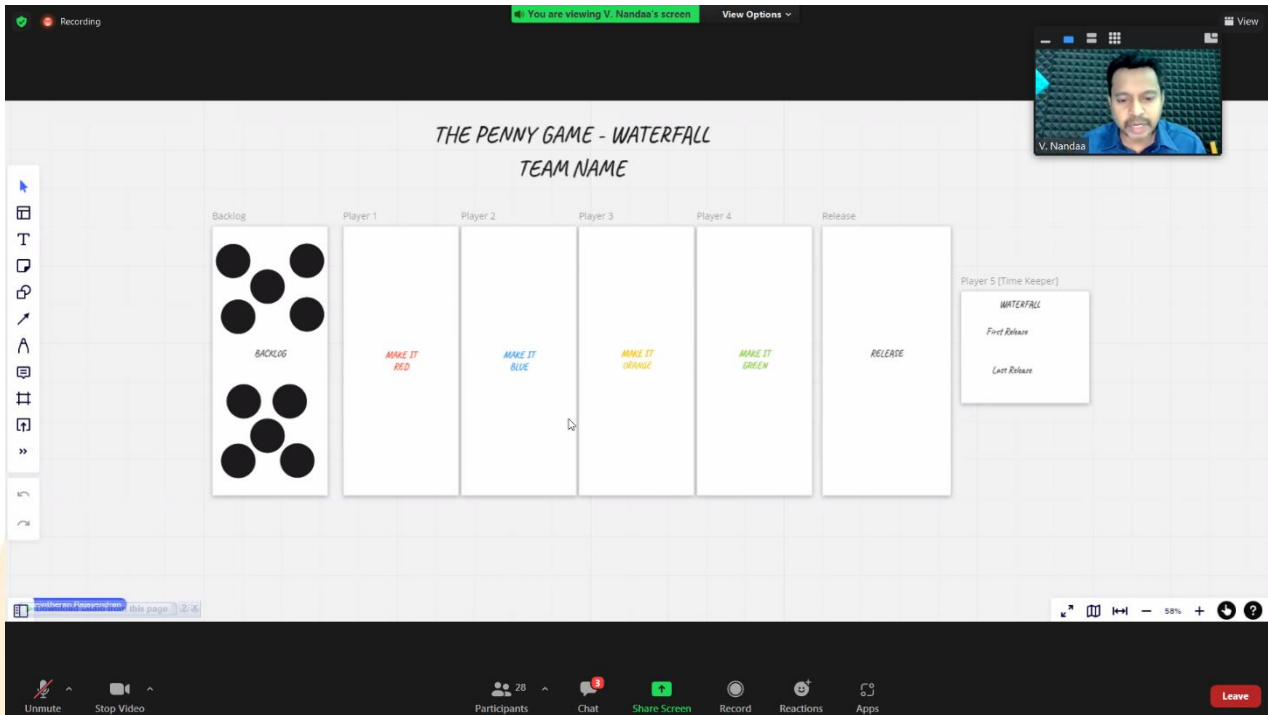 Recording
You are viewing V. Nandaa's screen
View Options
View
V. Nandaa
THE PENNY GAME - WATERFALL
TEAM NAME
Backlog
Player 1
Player 2
Player 3
Player 4
Release
BACKLOG
MAKE IT
RED
MAKE IT
BLUE
MAKE IT
ORANGE
MAKE IT
GREEN
RELEASE
Player 5 [Time Keeper]
WATERFALL
First Release
Last Release
this page
58%
Unmute
Stop Video
28
Participants
3
Chat
Share Screen
Record
Reactions
Apps
Leave